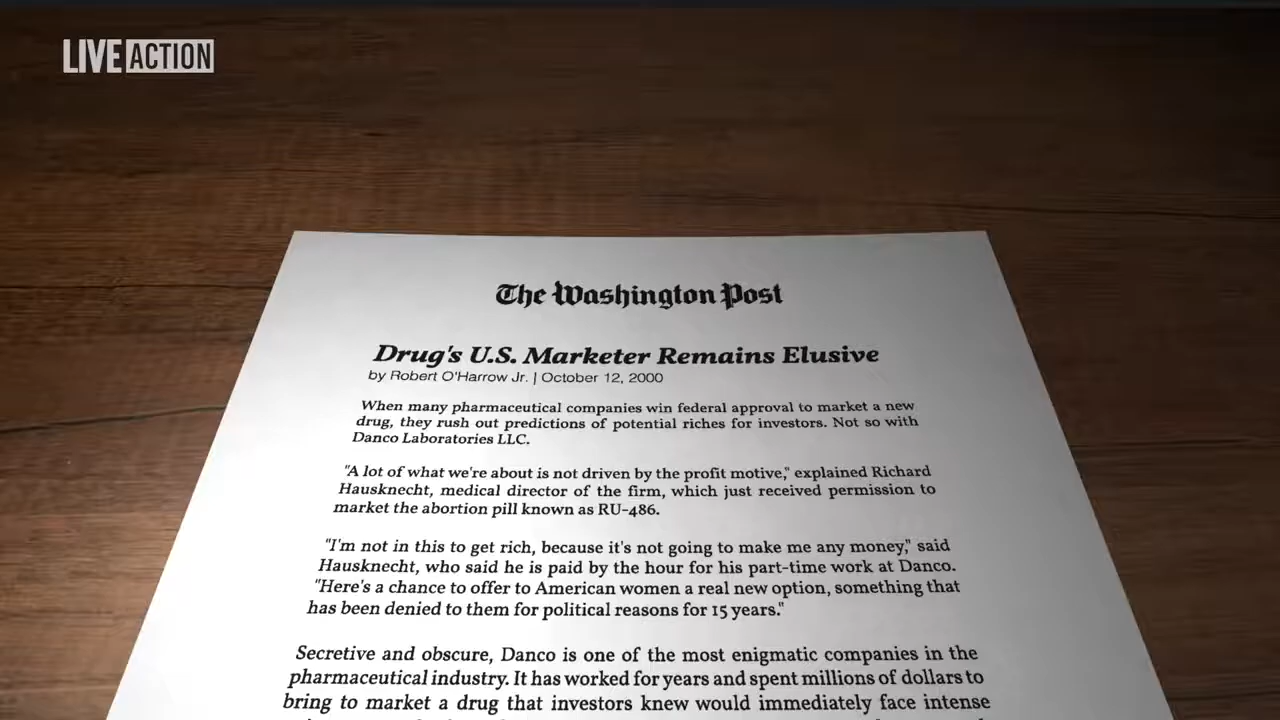 LIVE ACTION
The Washington Post
Drug's U.S. Marketer Remains Elusive
by Robert O'Harrow Jr. | October 12, 2000
When many pharmaceutical companies win federal approval to market a new
drug, they rush out predictions of potential riches for investors. Not so with
Danco Laboratories LLC.
"A lot of what we're about is not driven by the profit motive," explained Richard
Hausknecht, medical director of the firm, which just received permission to
market the abortion pill known as RU-486.
"I'm not in this to get rich, because it's not going to make me any money," said
Hausknecht, who said he is paid by the hour for his part-time work at Danco.
"Here's a chance to offer to American women a real new option, something that
has been denied to them for political reasons for 15 years."
Secretive and obscure, Danco is one of the most enigmatic companies in the
pharmaceutical industry. It has worked for years and spent millions of dollars to
bring to market a drug that investors knew would immediately face intense